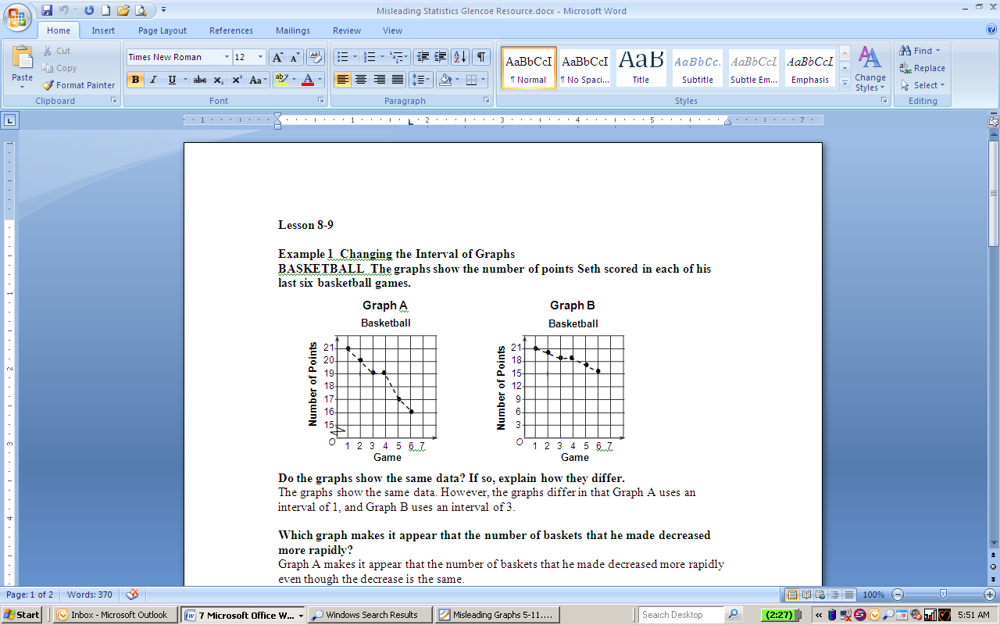 Misleading Statistics Glencoe Resource.docx - Microsoft Word
Home Insert Page Layout References Mailings Review View
Paste
Cut
Copy
Format Painter
Clipboard
Times New Roman 12
B I U abc x₂ x² Aa
Font
Paragraph
AaBbCcI AaBbCcI AaB AaBbCc. AaBbCcI AaBbCcI
¶ Normal ¶ No Spaci... Title Subtitle Subtle Em... Emphasis
Change Styles
Styles
Find
Replace
Select
Editing
1 1 2 3 4 5 7
Lesson 8-9
Example 1 Changing the Interval of Graphs
BASKETBALL The graphs show the number of points Seth scored in each of his
last six basketball games.
Graph A
Basketball
Number of Points
21
20
19
18
17
16
15
O
1 2 3 4 5 6 7
Game
Graph B
Basketball
Number of Points
21
18
15
12
9
6
3
O
1 2 3 4 5 6 7
Game
Do the graphs show the same data? If so, explain how they differ.
The graphs show the same data. However, the graphs differ in that Graph A uses an
interval of 1, and Graph B uses an interval of 3.
Which graph makes it appear that the number of baskets that he made decreased
more rapidly?
Graph A makes it appear that the number of baskets that he made decreased more rapidly
even though the decrease is the same.
Page: 1 of 2 Words: 370 100%
Start Inbox - Microsoft Outlook 7 Microsoft Office W... Windows Search Results Misleading Graphs 5-11.... Search Desktop (2:27) 5:51 AM